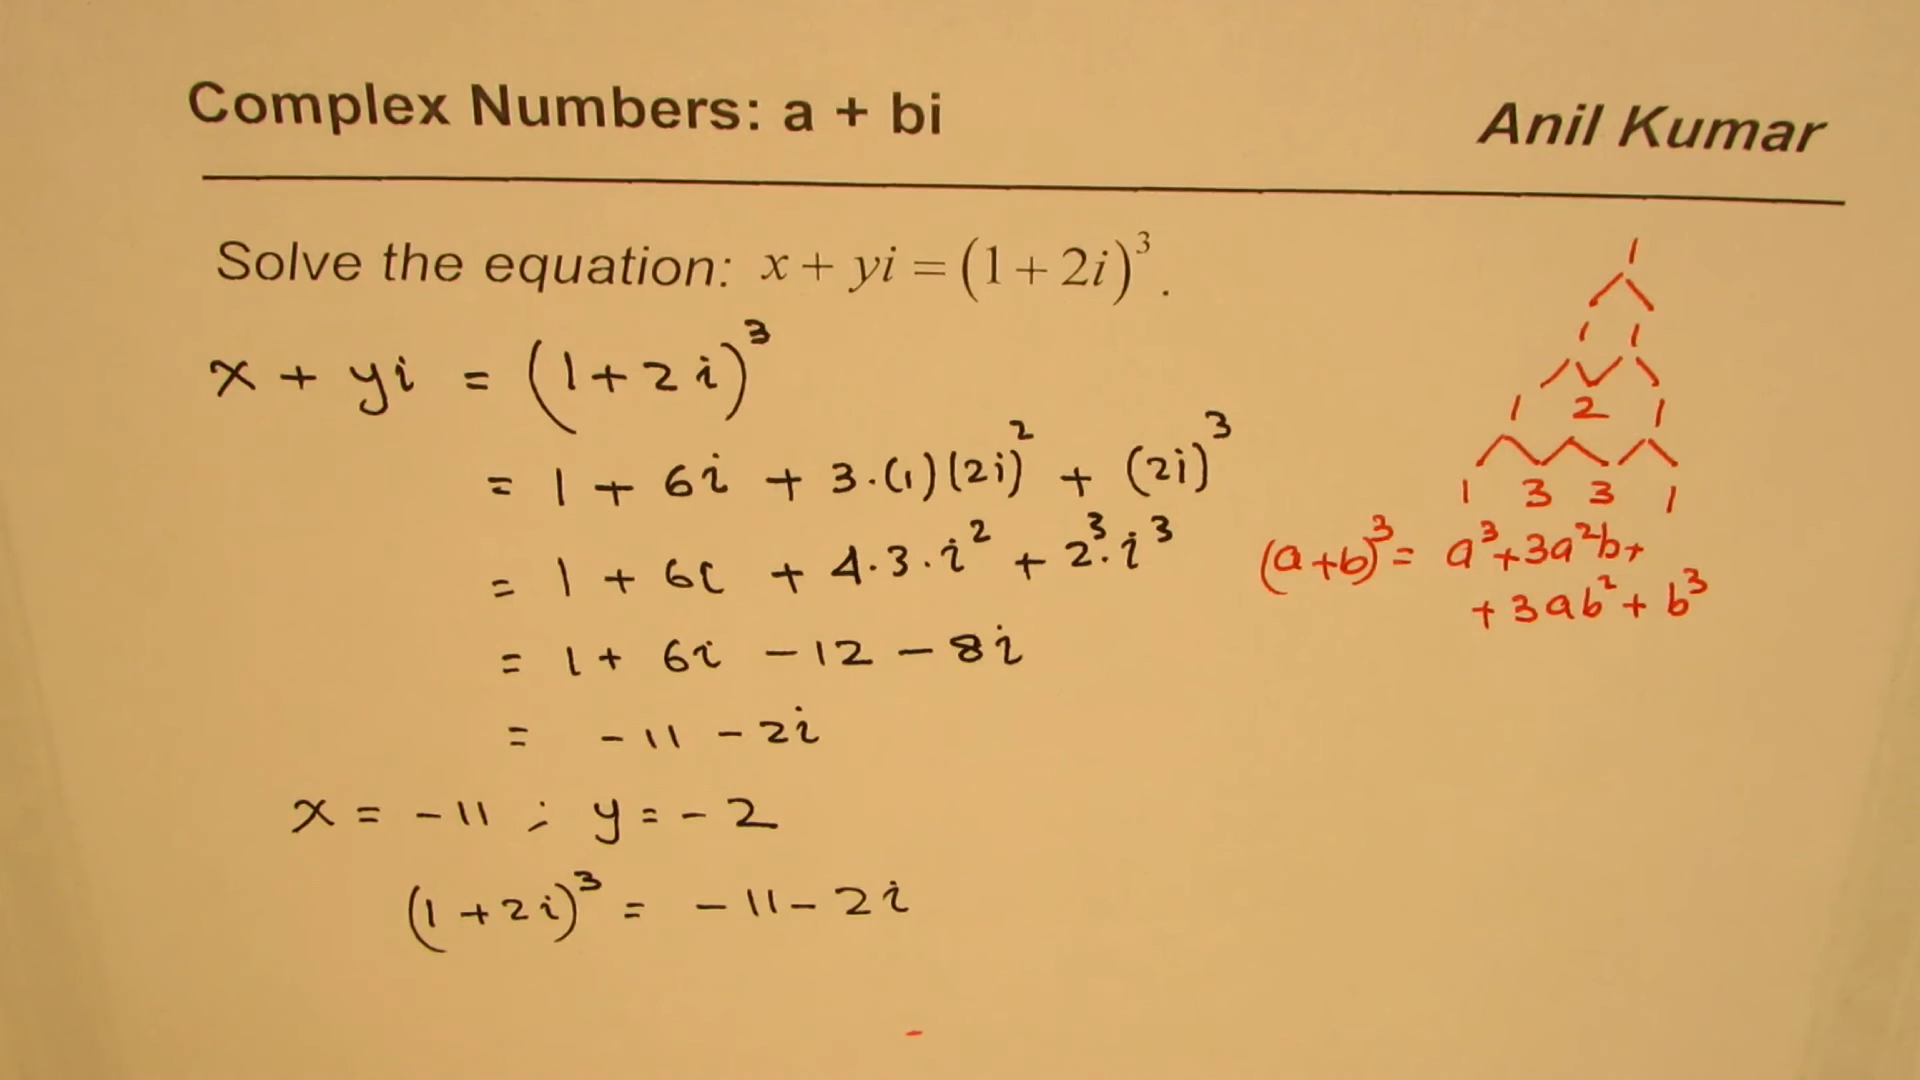 Complex Numbers: a + bi
Anil Kumar
Solve the equation: x + yi = (1 + 2i)³.
x + yi = (1+2i)³
= 1 + 6i + 3·(1)(2i)² + (2i)³
= 1 + 6i + 4·3·i² + 2³·i³
= 1 + 6i - 12 - 8i
= -11 - 2i
x = -11 ; y = -2
(1+2i)³ = -11 - 2i
1
1 1
1 2 1
1 3 3 1
(a+b)³ = a³+3a²b+
+3ab²+b³